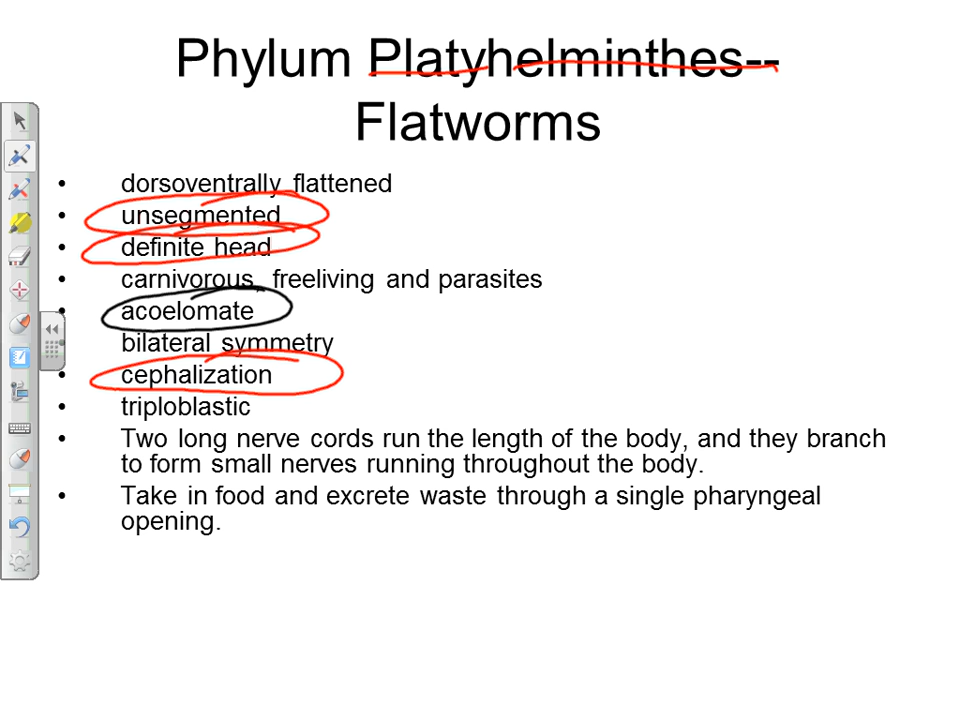 Phylum Platyhelminthes--
Flatworms
• dorsoventrally flattened
• unsegmented
• definite head
• carnivorous, freeliving and parasites
• acoelomate
bilateral symmetry
• cephalization
• triploblastic
• Two long nerve cords run the length of the body, and they branch
to form small nerves running throughout the body.
• Take in food and excrete waste through a single pharyngeal
opening.